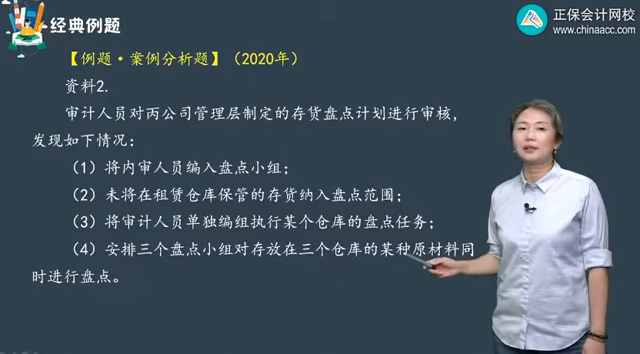 经典例题
正保会计网校
www.chinaacc.com
【例题·案例分析题】（2020年）
资料2.
审计人员对丙公司管理层制定的存货盘点计划进行审核，
发现如下情况：
（1）将内审人员编入盘点小组；
（2）未将在租赁仓库保管的存货纳入盘点范围；
（3）将审计人员单独编组执行某个仓库的盘点任务；
（4）安排三个盘点小组对存放在三个仓库的某种原材料同
时进行盘点。